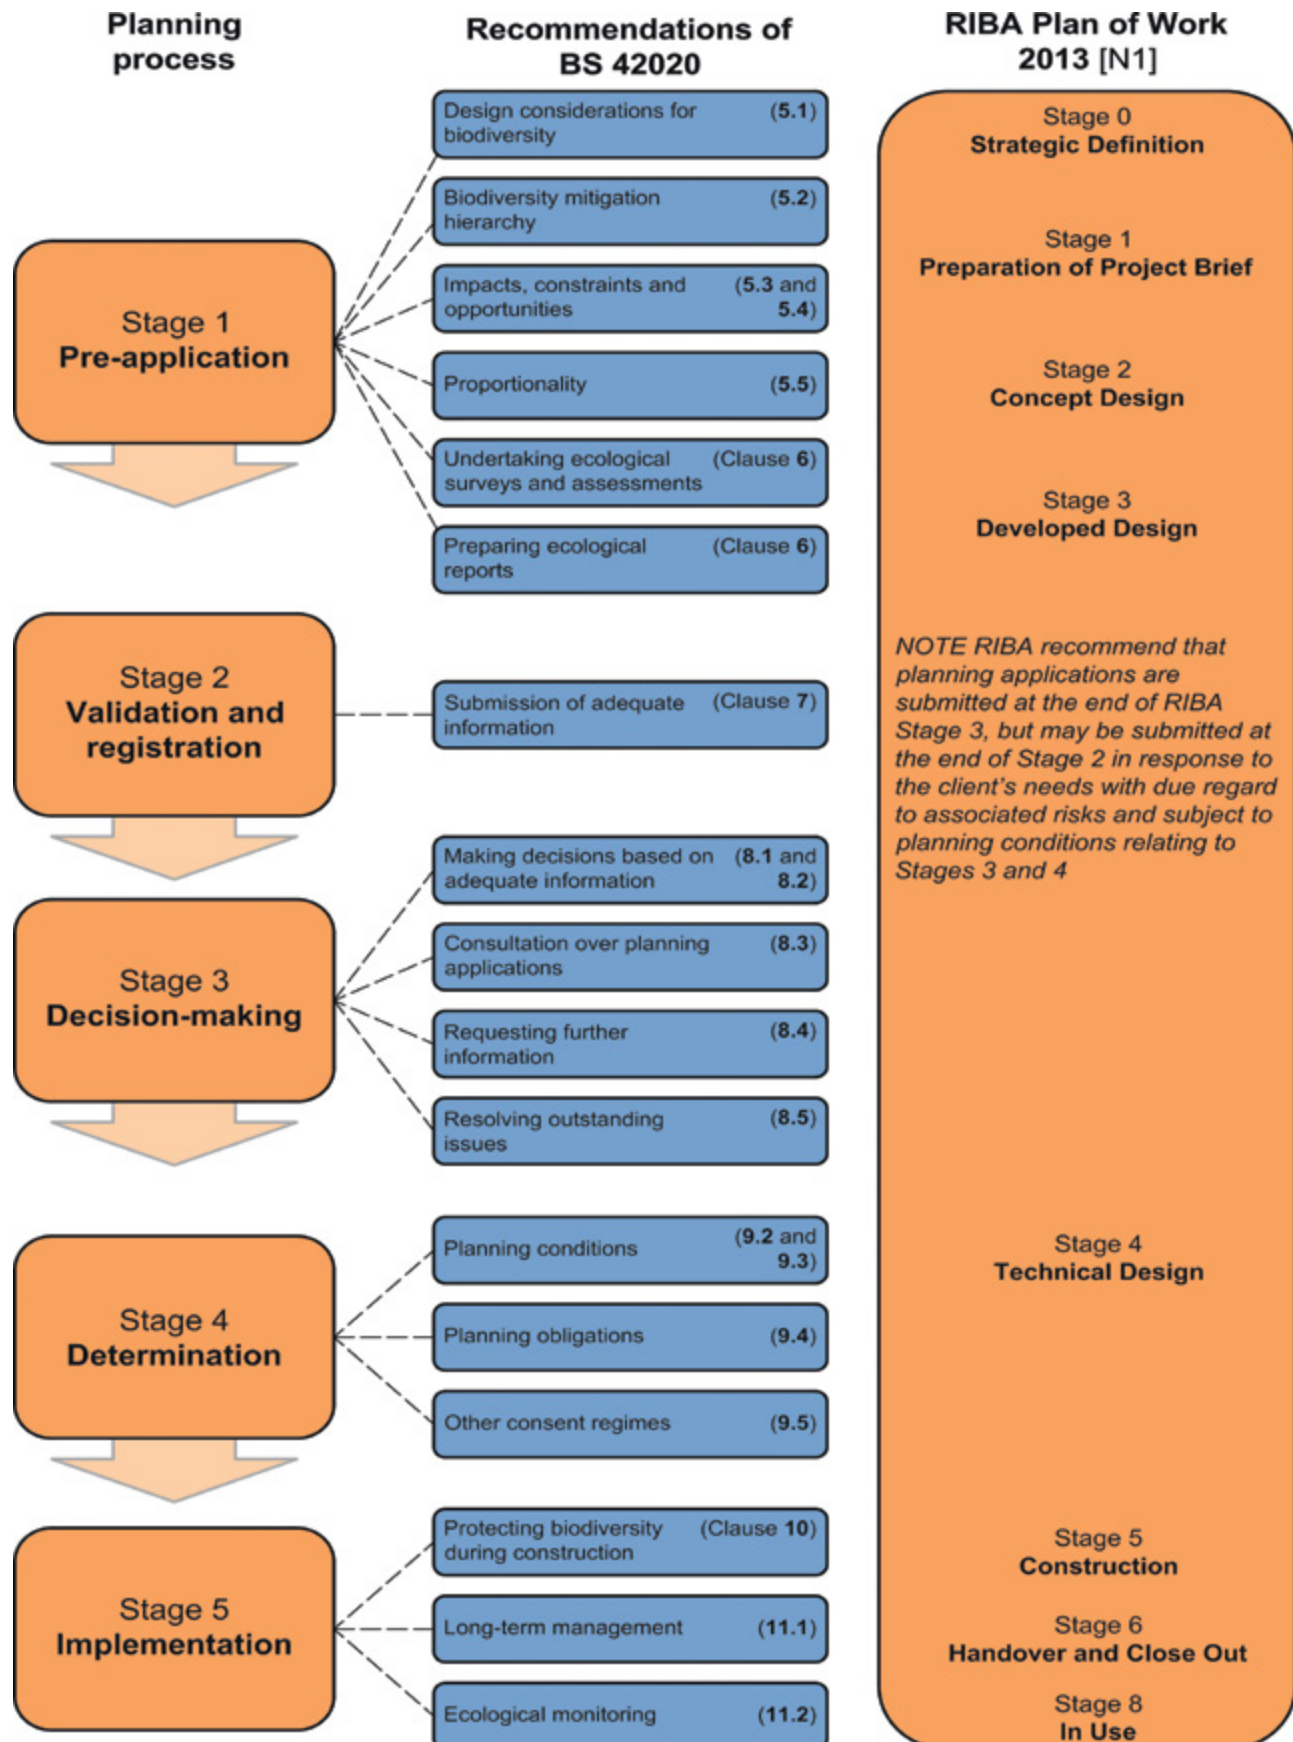 Planning
process
Recommendations of
BS 42020
RIBA Plan of Work
2013 [N1]
Stage 1
Pre-application
Design considerations for (5.1)
biodiversity
Biodiversity mitigation (5.2)
hierarchy
Impacts, constraints and (5.3 and
opportunities 5.4)
Proportionality (5.5)
Undertaking ecological (Clause 6)
surveys and assessments
Preparing ecological (Clause 6)
reports
Stage 2
Validation and
registration
Submission of adequate (Clause 7)
information
Stage 3
Decision-making
Making decisions based on (8.1 and
adequate information 8.2)
Consultation over planning (8.3)
applications
Requesting further (8.4)
information
Resolving outstanding (8.5)
issues
Stage 4
Determination
Planning conditions (9.2 and
9.3)
Planning obligations (9.4)
Other consent regimes (9.5)
Stage 5
Implementation
Protecting biodiversity (Clause 10)
during construction
Long-term management (11.1)
Ecological monitoring (11.2)
Stage 0
Strategic Definition
Stage 1
Preparation of Project Brief
Stage 2
Concept Design
Stage 3
Developed Design
NOTE RIBA recommend that
planning applications are
submitted at the end of RIBA
Stage 3, but may be submitted at
the end of Stage 2 in response to
the client's needs with due regard
to associated risks and subject to
planning conditions relating to
Stages 3 and 4
Stage 4
Technical Design
Stage 5
Construction
Stage 6
Handover and Close Out
Stage 8
In Use